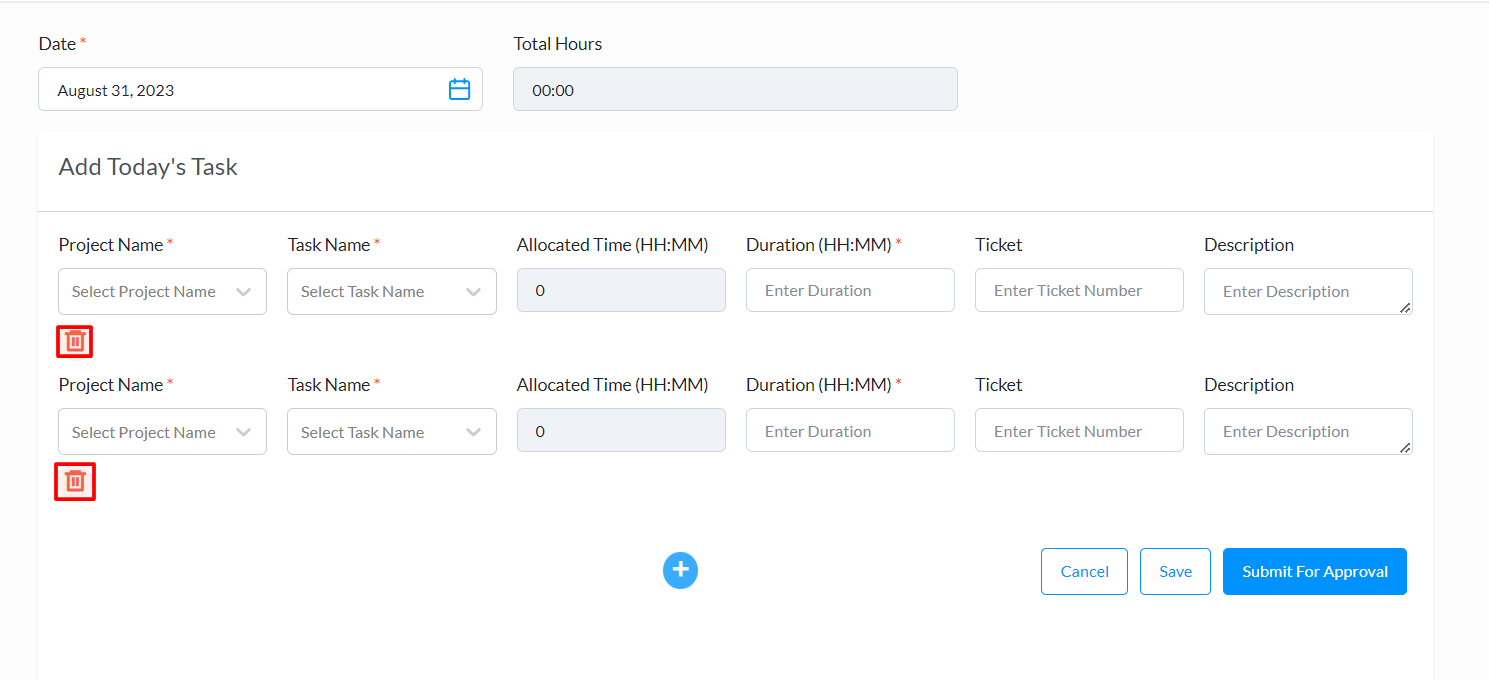 Date * Total Hours
August 31, 2023 00:00
Add Today's Task
Project Name * Task Name * Allocated Time (HH:MM) Duration (HH:MM) * Ticket Description
Select Project Name Select Task Name 0 Enter Duration Enter Ticket Number Enter Description
Project Name * Task Name * Allocated Time (HH:MM) Duration (HH:MM) * Ticket Description
Select Project Name Select Task Name 0 Enter Duration Enter Ticket Number Enter Description
Cancel Save Submit For Approval